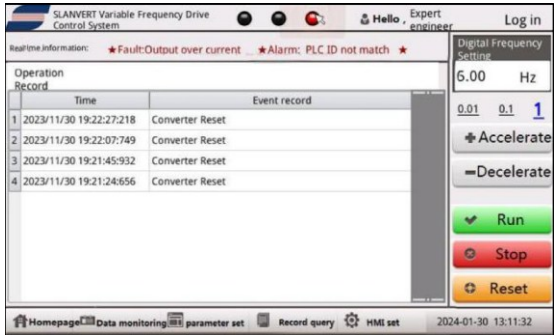 SLANVERT Variable Frequency Drive
Control System
Hello , Expert
engineer
Log in
Realtime information: ★Fault:Output over current ★Alarm: PLC ID not match ★
Digital Frequency
Setting
6.00 Hz
0.01 0.1 1
Accelerate
Decelerate
Run
Stop
Reset
Operation
Record
Time Event record
1 2023/11/30 19:22:27:218 Converter Reset
2 2023/11/30 19:22:07:749 Converter Reset
3 2023/11/30 19:21:45:932 Converter Reset
4 2023/11/30 19:21:24:656 Converter Reset
Homepage Data monitoring parameter set Record query HMI set 2024-01-30 13:11:32